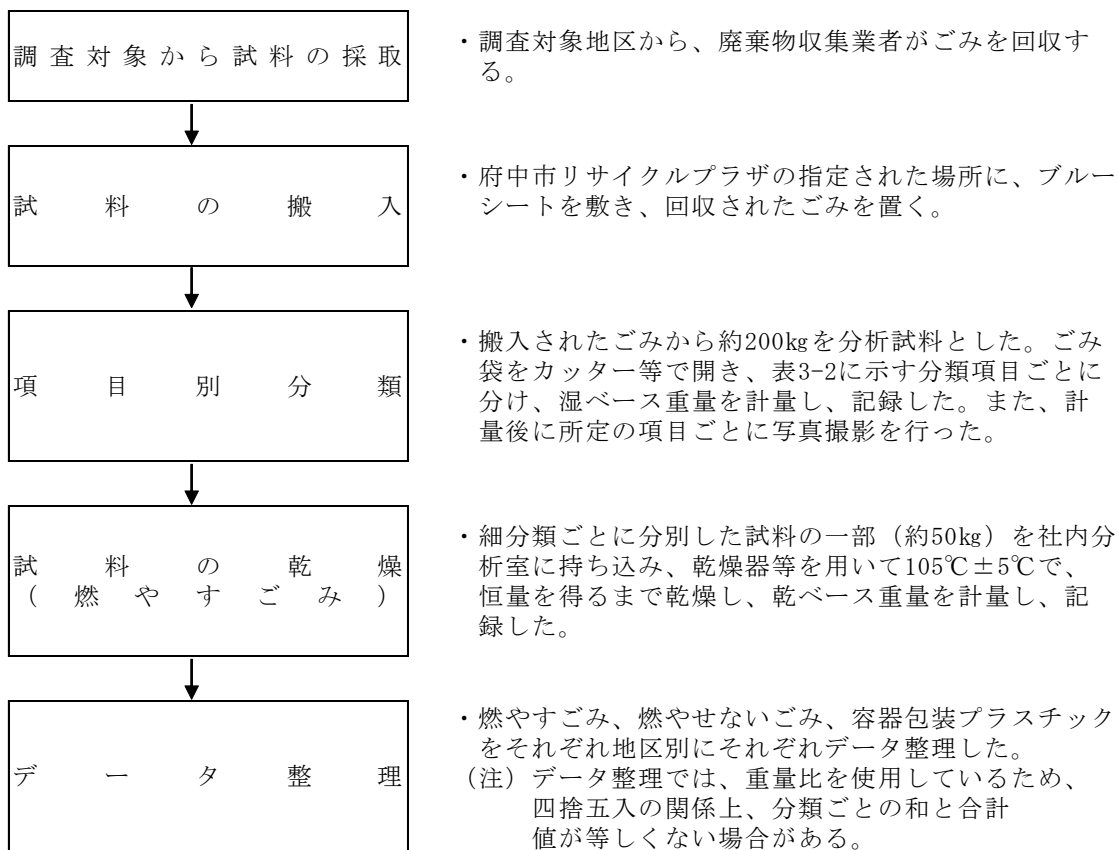 調査対象から試料の採取
・調査対象地区から、廃棄物収集業者がごみを回収す
る。
試料の搬入
・府中市リサイクルプラザの指定された場所に、ブルー
シートを敷き、回収されたごみを置く。
項目別分類
・搬入されたごみから約200㎏を分析試料とした。ごみ
袋をカッター等で開き、表3-2に示す分類項目ごとに
分け、湿ベース重量を計量し、記録した。また、計
量後に所定の項目ごとに写真撮影を行った。
試料の乾燥
(燃やすごみ)
・細分類ごとに分別した試料の一部（約50㎏）を社内分
析室に持ち込み、乾燥器等を用いて105℃±5℃で、
恒量を得るまで乾燥し、乾ベース重量を計量し、記
録した。
データ整理
・燃やすごみ、燃やせないごみ、容器包装プラスチック
をそれぞれ地区別にそれぞれデータ整理した。
（注）データ整理では、重量比を使用しているため、
四捨五入の関係上、分類ごとの和と合計
値が等しくない場合がある。